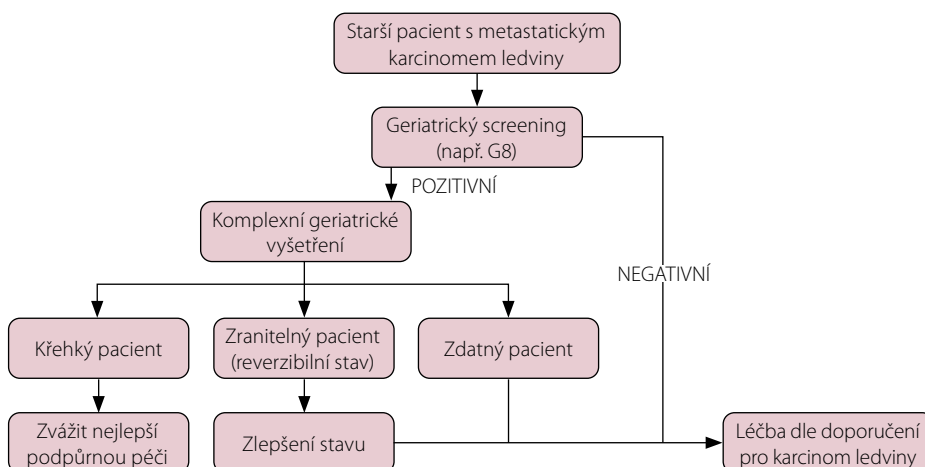 Starší pacient s metastatickým
karcinomem ledviny
Geriatrický screening
(např. G8)
POZITIVNÍ
Komplexní geriatrické
vyšetření
NEGATIVNÍ
Křehký pacient
Zranitelný pacient
(reverzibilní stav)
Zdatný pacient
Zvážit nejlepší
podpůrnou péči
Zlepšení stavu
Léčba dle doporučení
pro karcinom ledviny